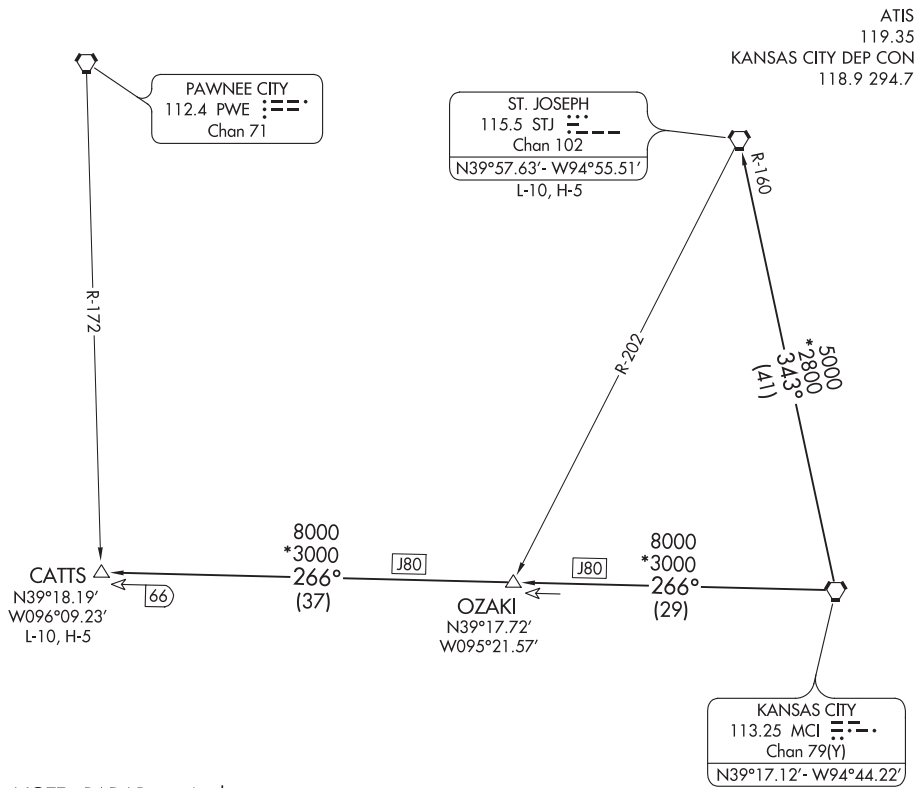 ATIS
119.35
KANSAS CITY DEP CON
118.9 294.7
PAWNEE CITY
112.4 PWE
Chan 71
ST. JOSEPH
115.5 STJ
Chan 102
N39°57.63'- W94°55.51'
L-10, H-5
R-160
R-172
R-202
5000
*2800
343°
(41)
8000
*3000
266°
(37)
J80
J80
8000
*3000
266°
(29)
CATTS
N39°18.19'
W096°09.23'
L-10, H-5
66
OZAKI
N39°17.72'
W095°21.57'
KANSAS CITY
113.25 MCI
Chan 79(Y)
N39°17.12'- W94°44.22'